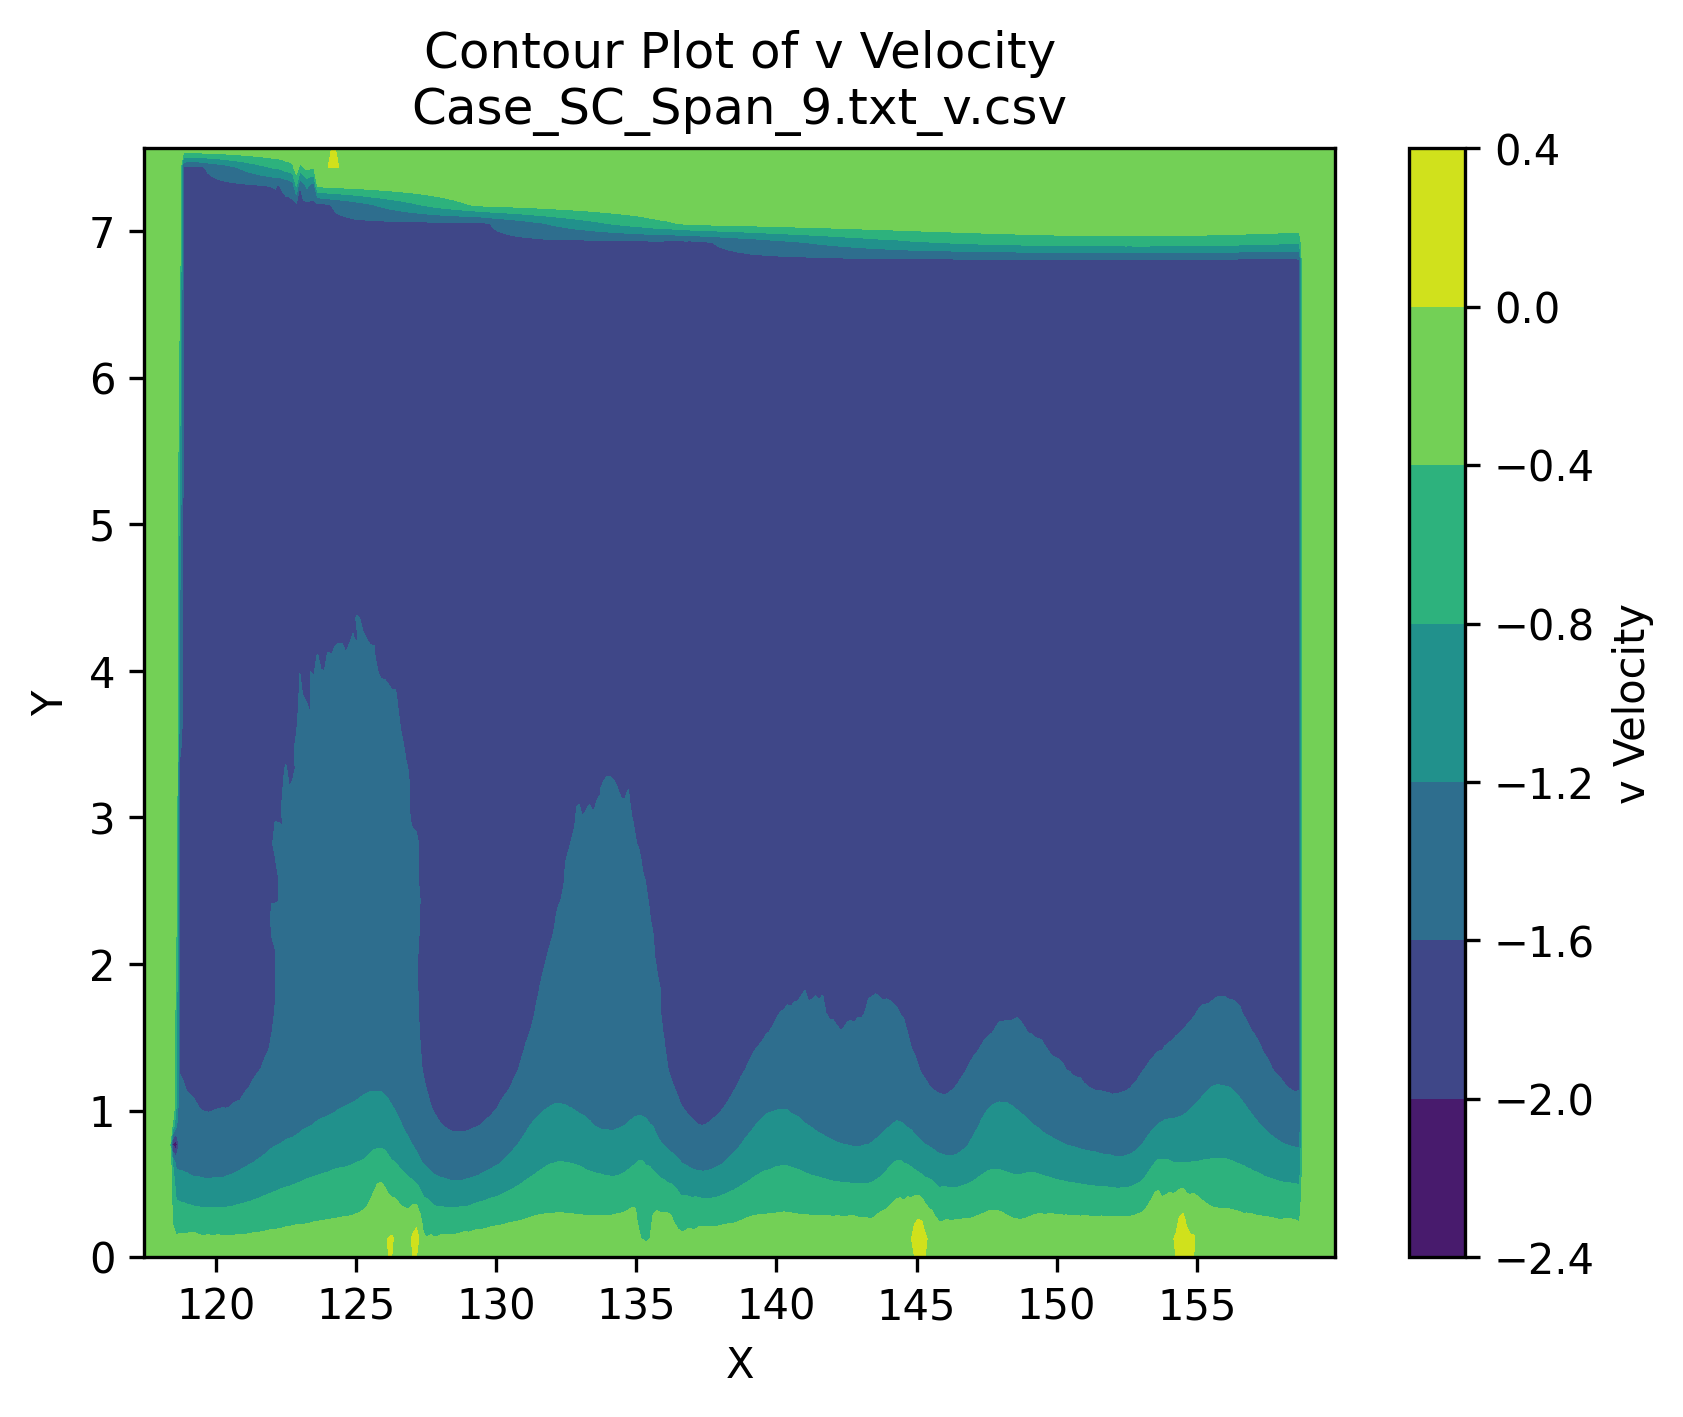 Contour Plot of v Velocity
Case_SC_Span_9.txt_v.csv
7
6
5
4
3
2
1
0
Y
120 125 130 135 140 145 150 155
X
0.4
0.0
−0.4
−0.8
−1.2
−1.6
−2.0
−2.4
v Velocity